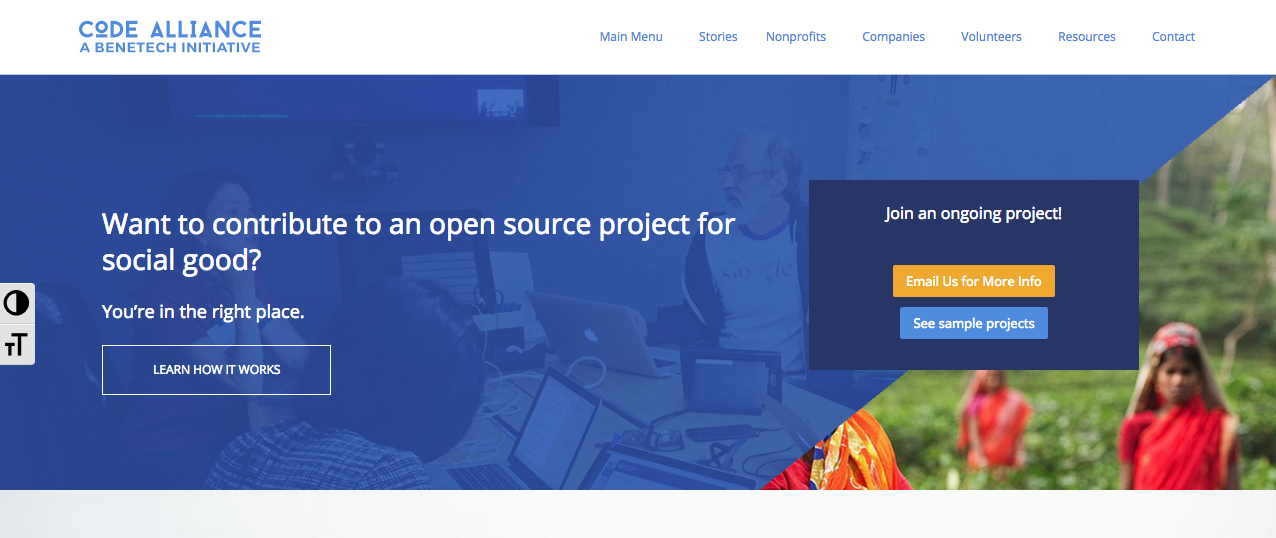 CODE ALLIANCE
A BENETECH INITIATIVE
Main Menu
Stories
Nonprofits
Companies
Volunteers
Resources
Contact
Want to contribute to an open source project for
social good?
You’re in the right place.
LEARN HOW IT WORKS
Join an ongoing project!
Email Us for More Info
See sample projects
Google